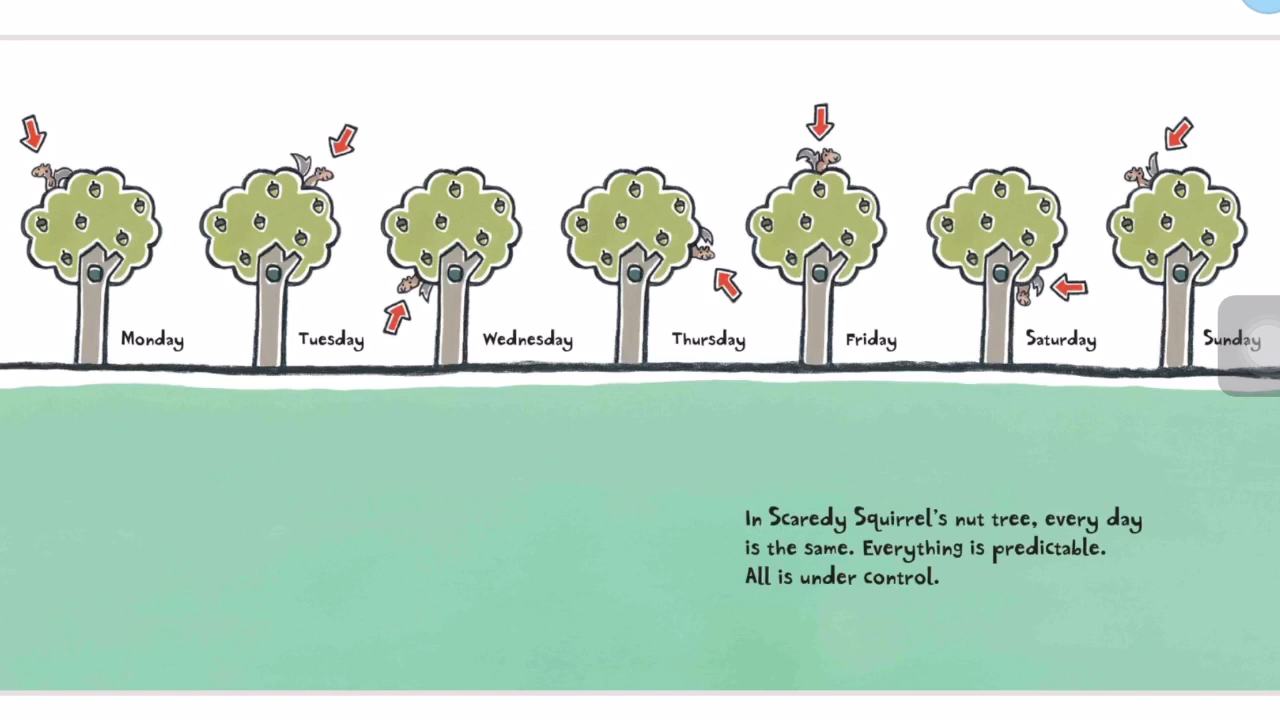 Monday Tuesday Wednesday Thursday Friday Saturday Sunday
In Scaredy Squirrel's nut tree, every day
is the same. Everything is predictable.
All is under control.